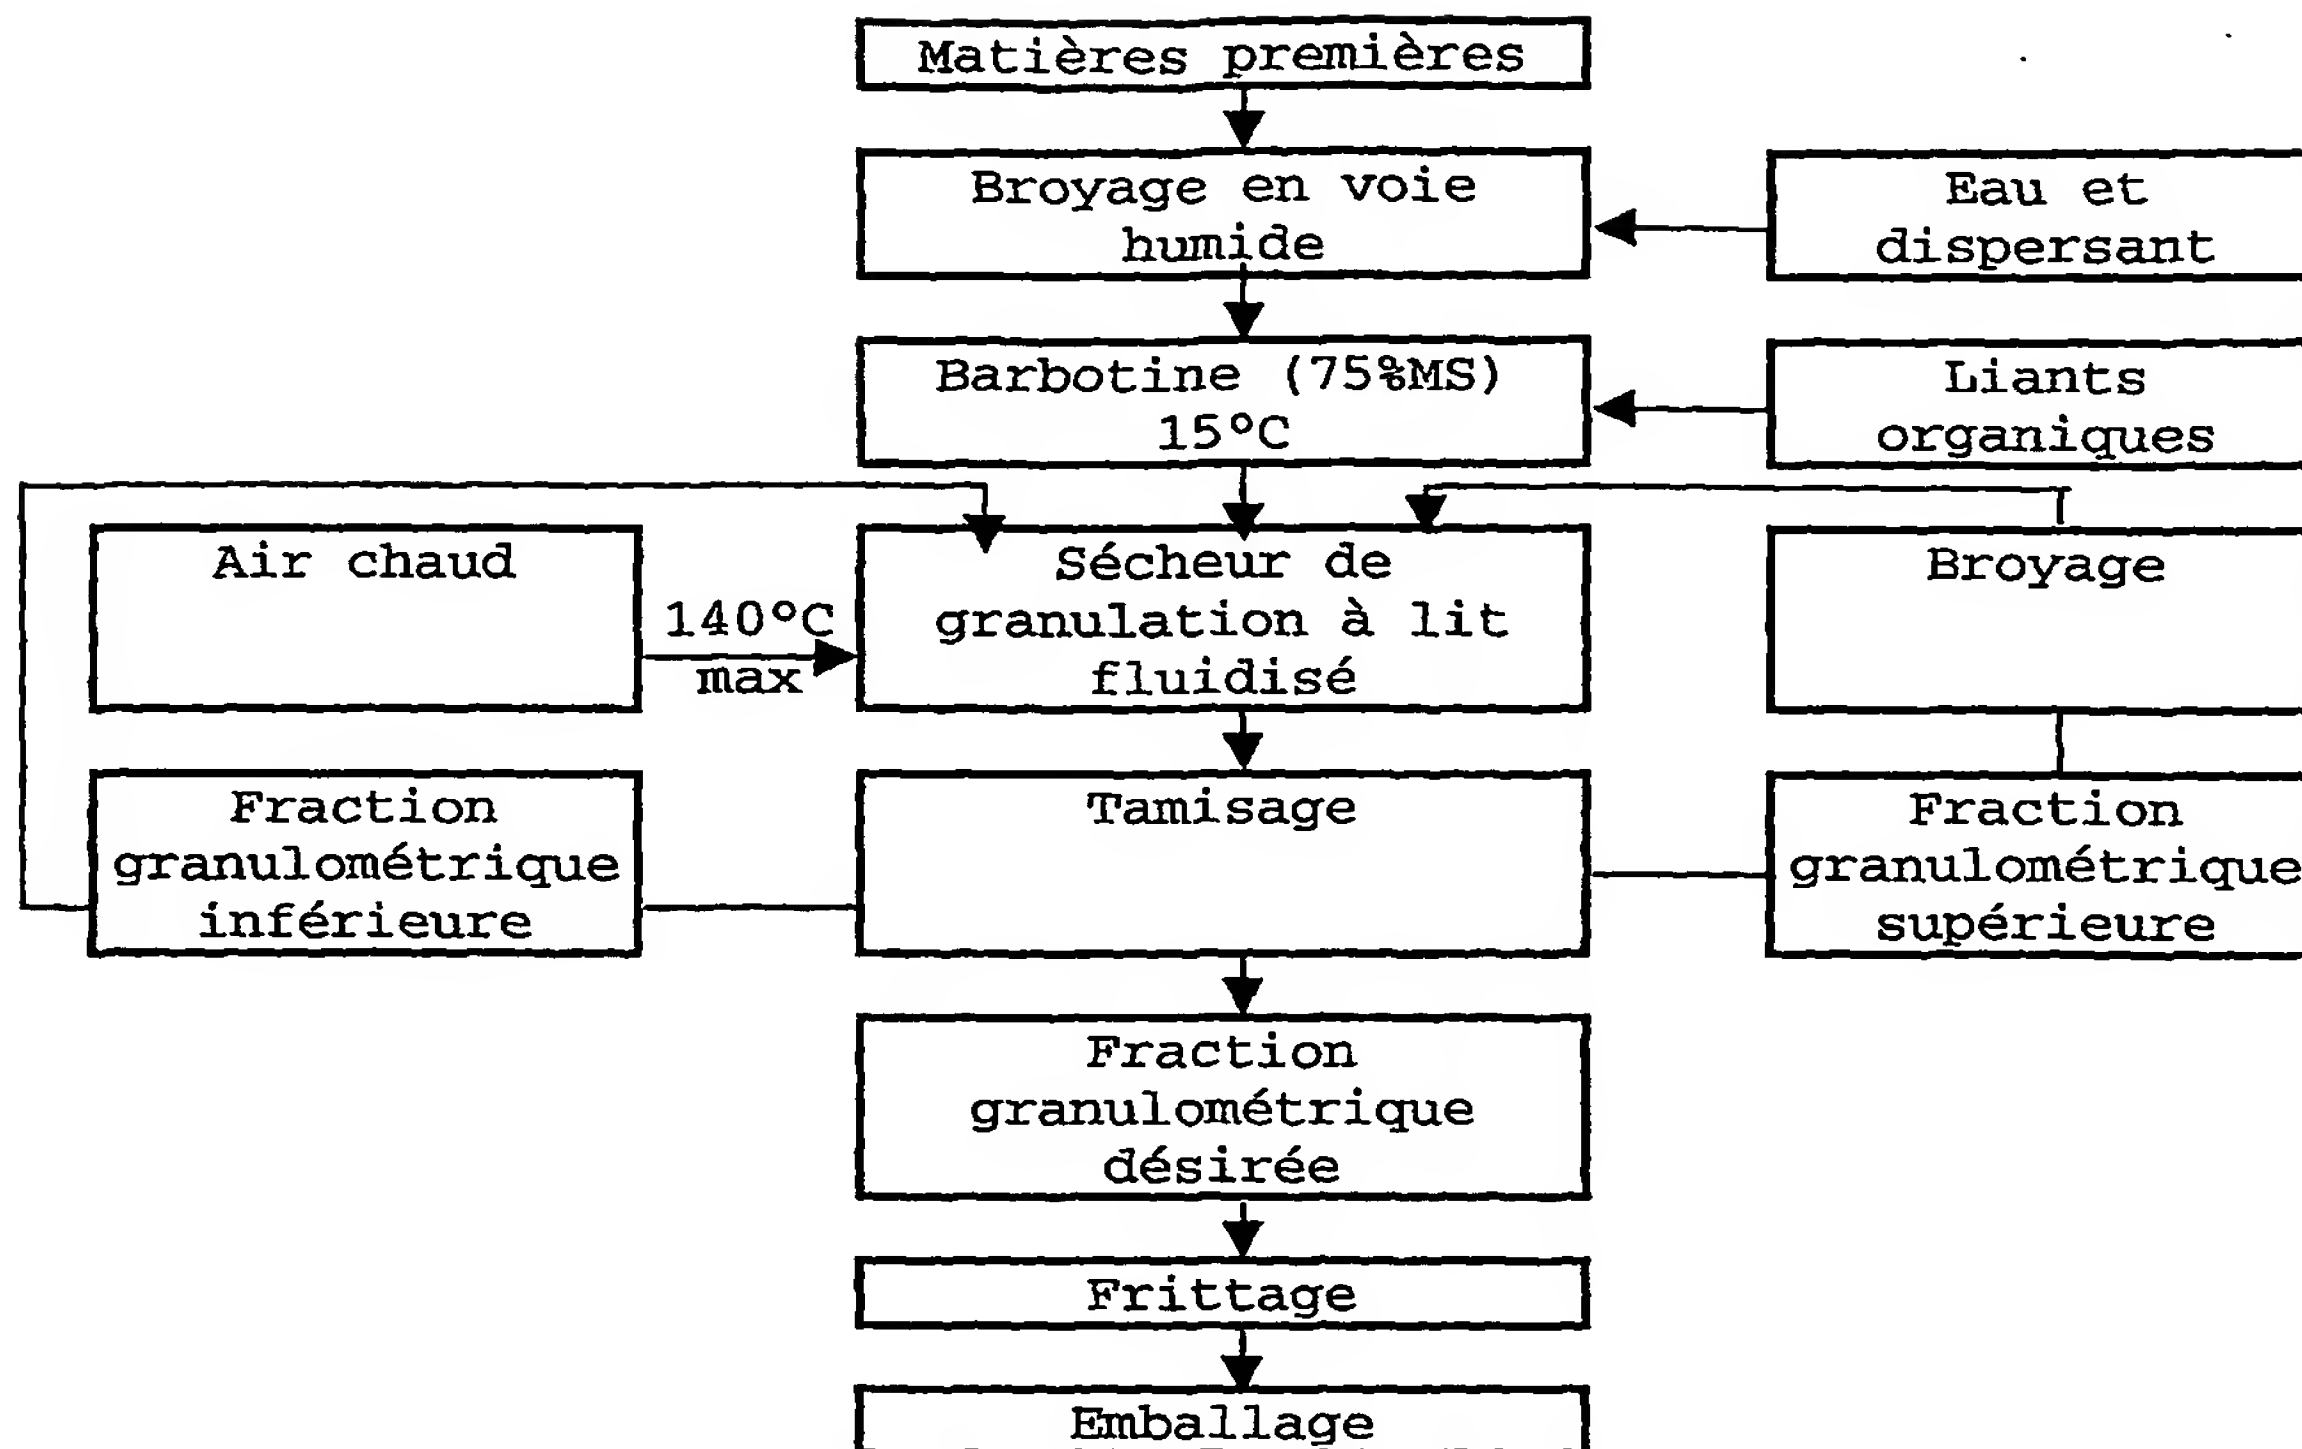 Matières premières
Broyage en voie
humide
Eau et
dispersant
Barbotine (75%MS)
15°C
Liants
organiques
Air chaud
140°C
max
Sécheur de
granulation à lit
fluidisé
Broyage
Fraction
granulométrique
inférieure
Tamisage
Fraction
granulométrique
supérieure
Fraction
granulométrique
désirée
Frittage
Emballage